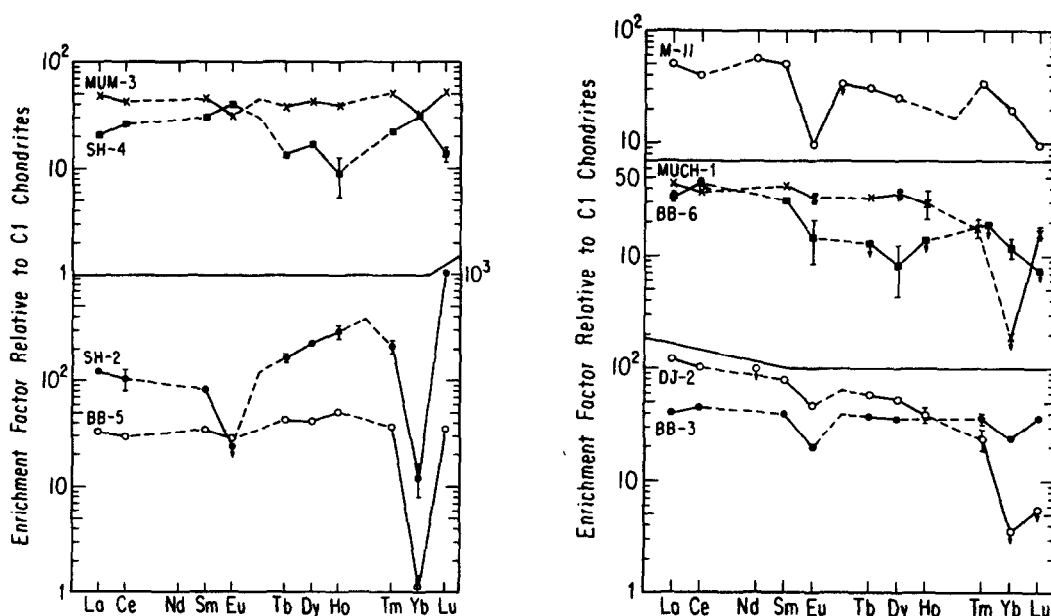 Enrichment Factor Relative to C1 Chondrites
10²
MUM-3
SH-4
10
1
10³
SH-2
10²
BB-5
10
1
La Ce Nd Sm Eu Tb Dy Ho Tm Yb Lu
Enrichment Factor Relative to C1 Chondrites
10²
M-11
10
50
MUCH-1
BB-6
10
10²
DJ-2
BB-3
10
1
La Ce Nd Sm Eu Tb Dy Ho Tm Yb Lu